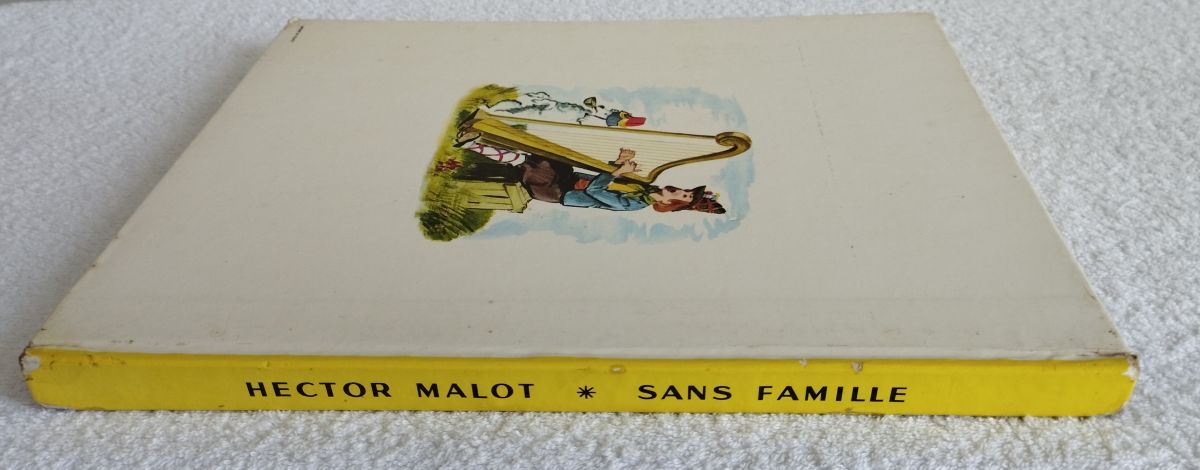 HECTOR MALOT * SANS FAMILLE